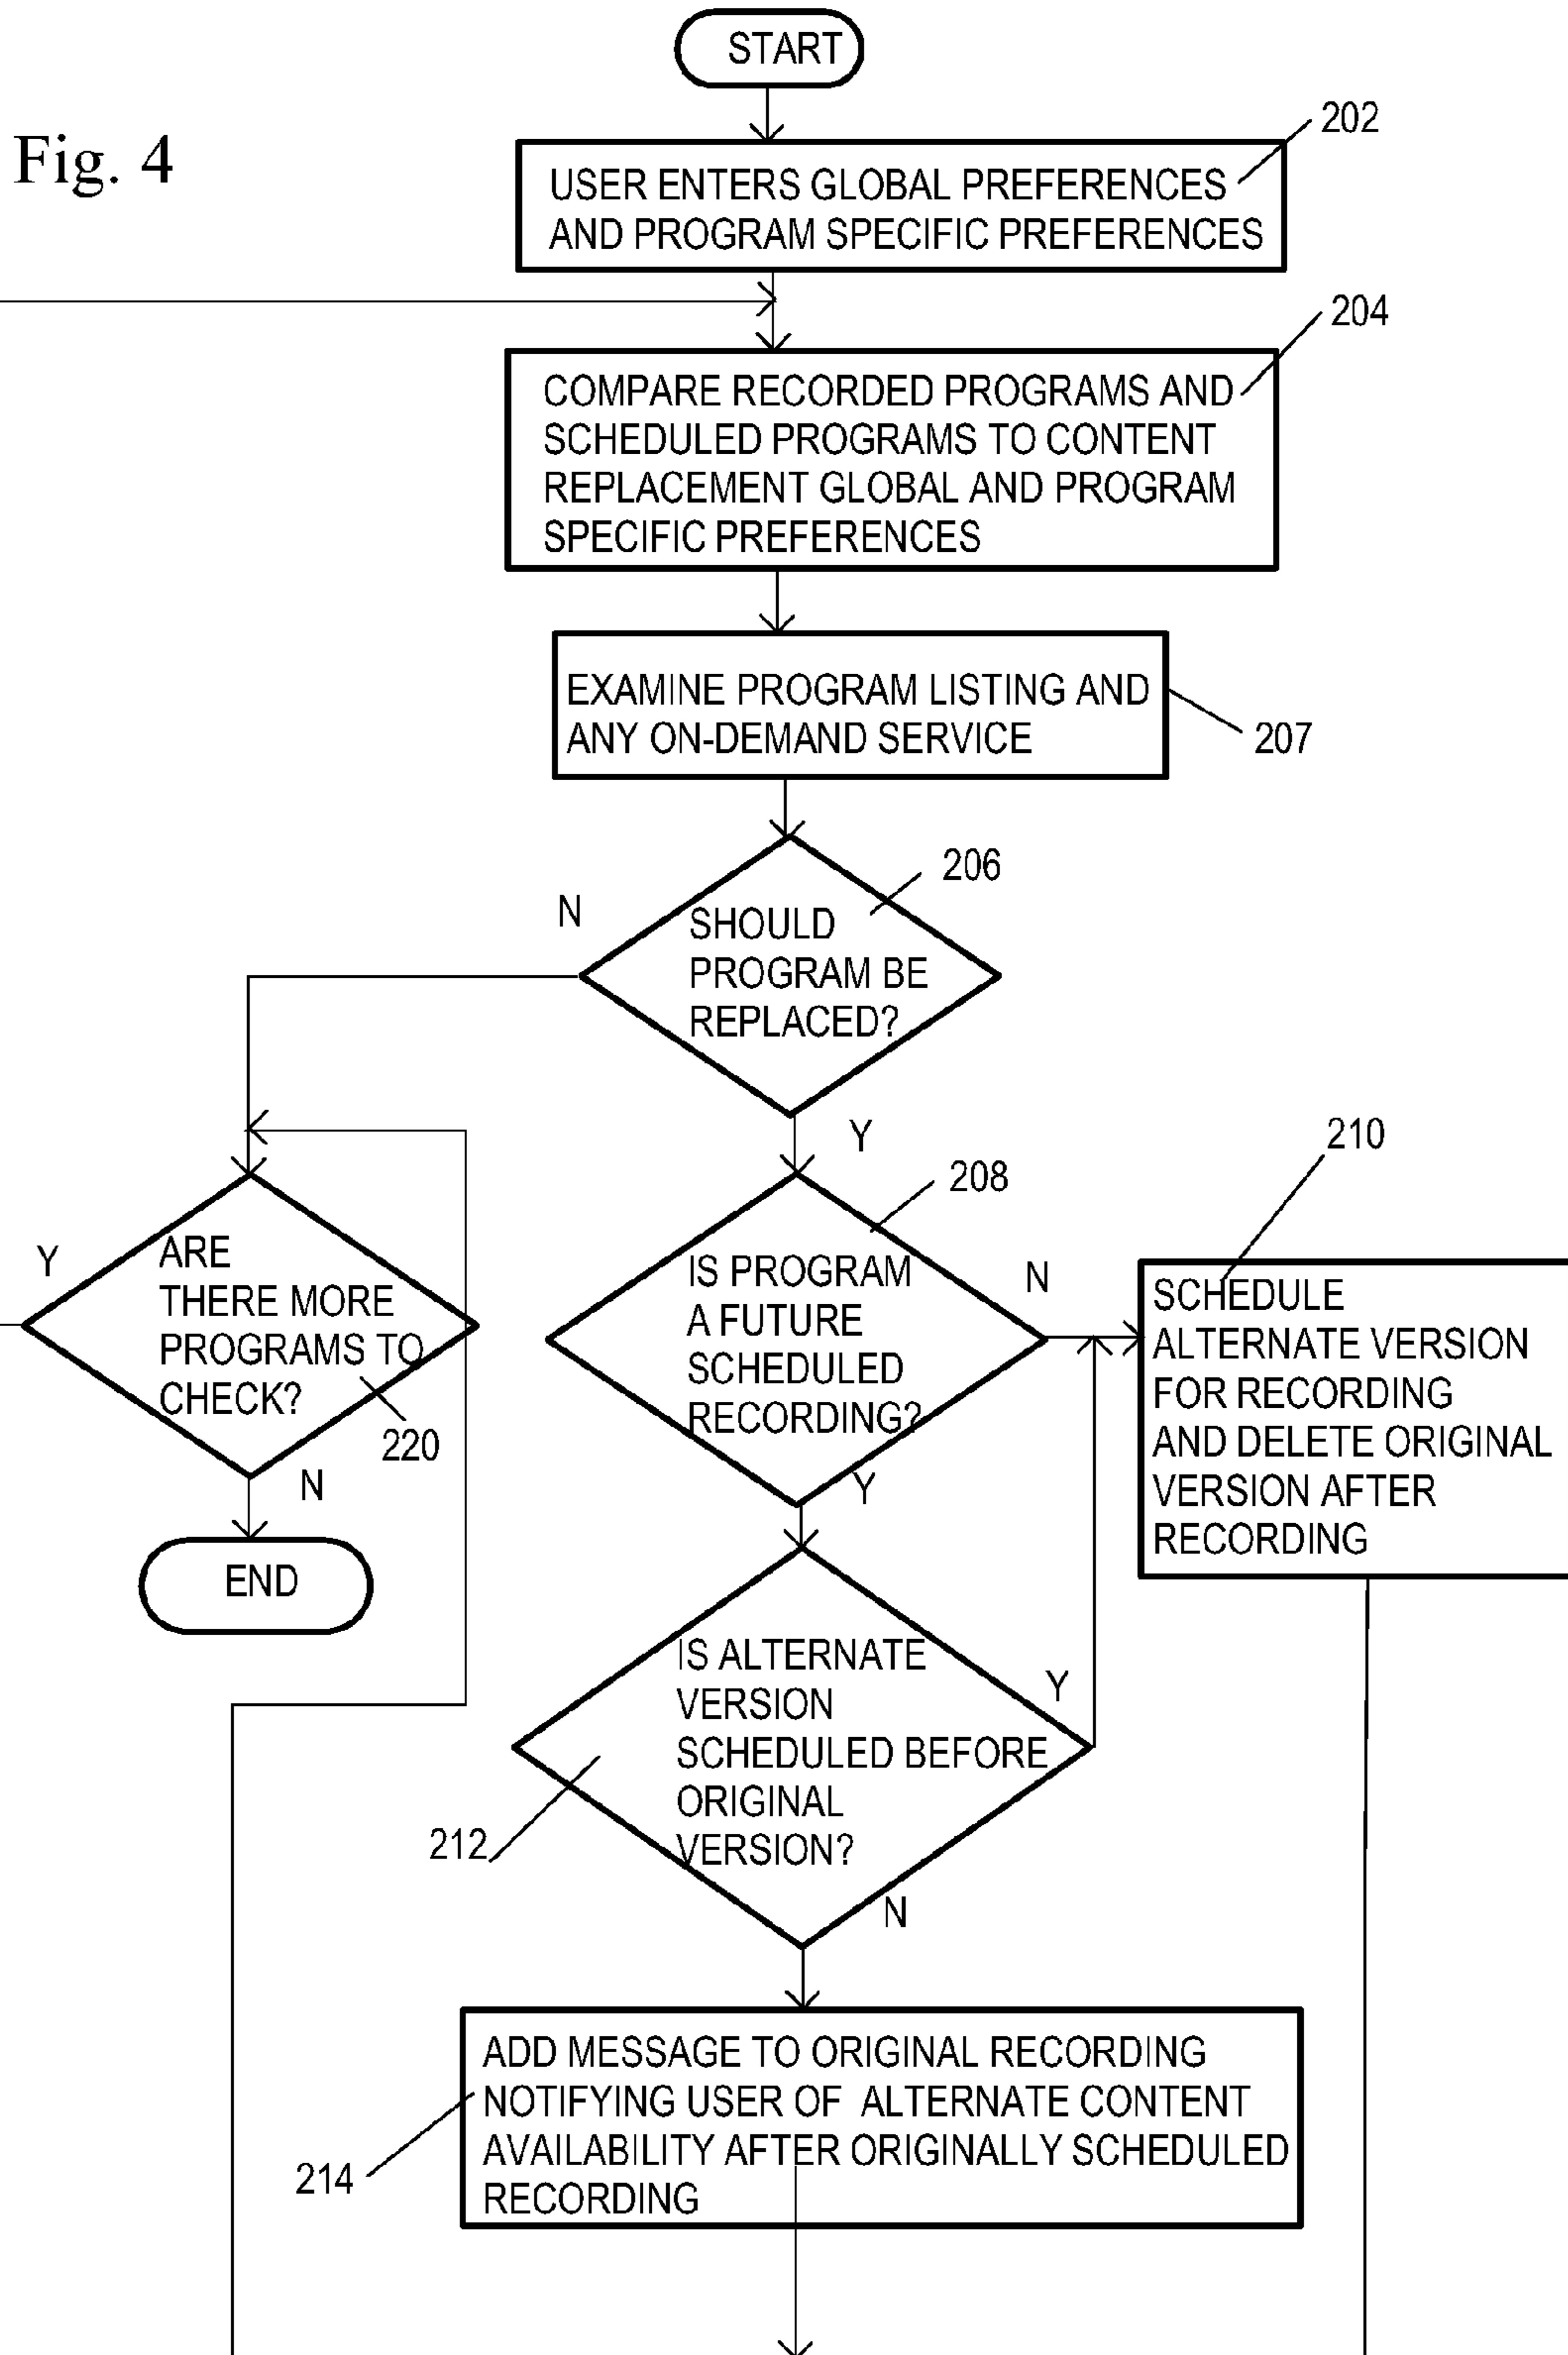 START
Fig. 4
202
USER ENTERS GLOBAL PREFERENCES
AND PROGRAM SPECIFIC PREFERENCES
204
COMPARE RECORDED PROGRAMS AND
SCHEDULED PROGRAMS TO CONTENT
REPLACEMENT GLOBAL AND PROGRAM
SPECIFIC PREFERENCES
EXAMINE PROGRAM LISTING AND
ANY ON-DEMAND SERVICE
207
206
N
SHOULD
PROGRAM BE
REPLACED?
Y
208
IS PROGRAM
A FUTURE
SCHEDULED
RECORDING?
N
Y
210
SCHEDULE
ALTERNATE VERSION
FOR RECORDING
AND DELETE ORIGINAL
VERSION AFTER
RECORDING
Y
ARE
THERE MORE
PROGRAMS TO
CHECK?
220
N
END
IS ALTERNATE
VERSION
SCHEDULED BEFORE
ORIGINAL
VERSION?
Y
212
N
ADD MESSAGE TO ORIGINAL RECORDING
NOTIFYING USER OF ALTERNATE CONTENT
AVAILABILITY AFTER ORIGINALLY SCHEDULED
RECORDING
214